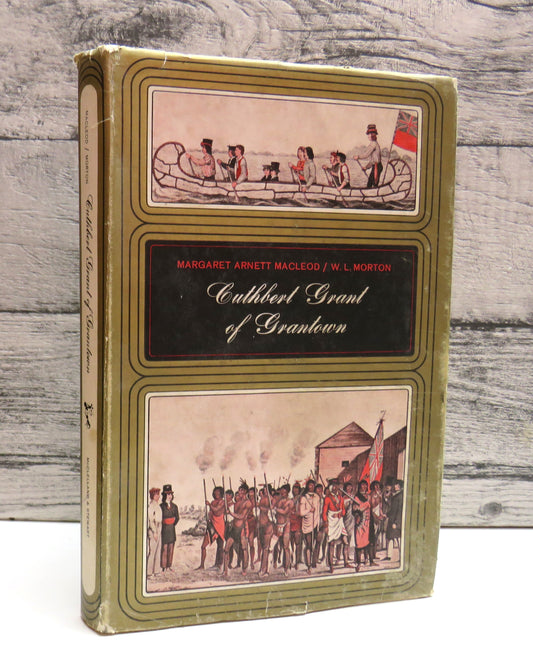 MARGARET ARNETT MACLEOD / W. L. MORTON
Cuthbert Grant
of Grantown
MACLEOD / MORTON
Cuthbert Grant of Grantown
MCCLELLAND & STEWART